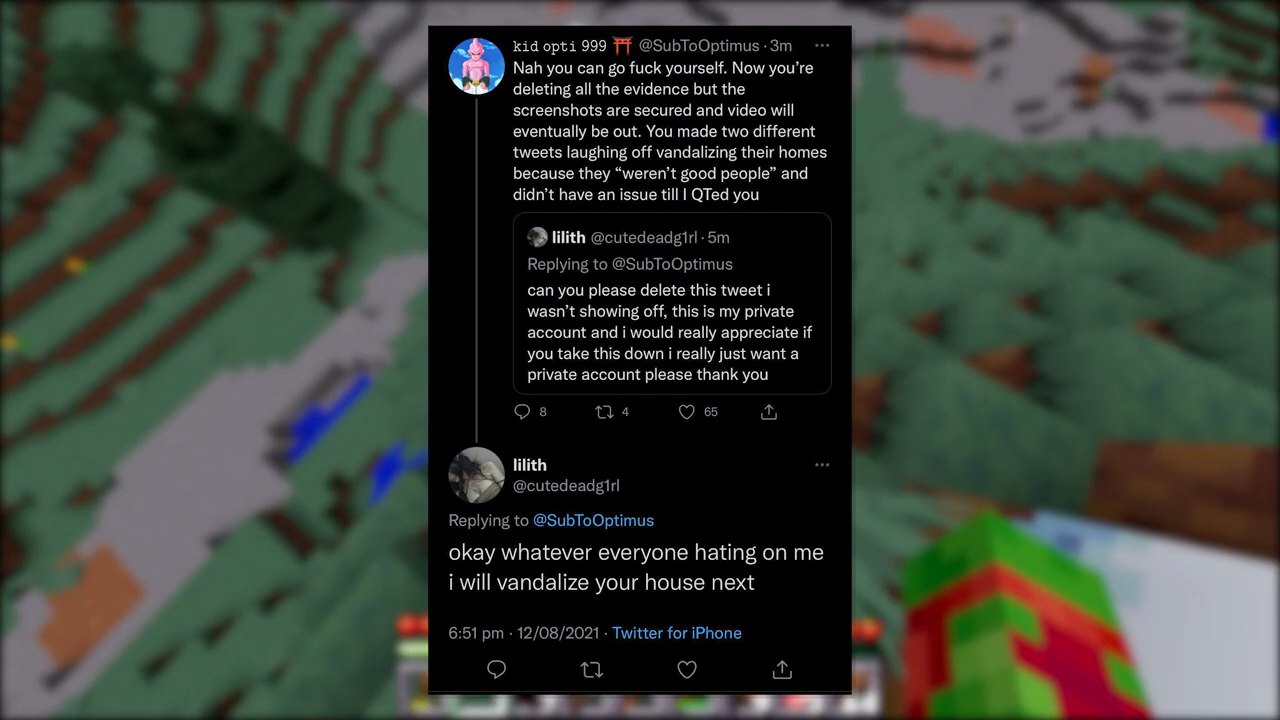 kid opti 999 ⛩️ @SubToOptimus · 3m
Nah you can go fuck yourself. Now you're
deleting all the evidence but the
screenshots are secured and video will
eventually be out. You made two different
tweets laughing off vandalizing their homes
because they “weren't good people” and
didn't have an issue till I QTed you
lilith @cutedeadg1rl · 5m
Replying to @SubToOptimus
can you please delete this tweet i
wasn't showing off, this is my private
account and i would really appreciate if
you take this down i really just want a
private account please thank you
8 4 65
lilith
@cutedeadg1rl
Replying to @SubToOptimus
okay whatever everyone hating on me
i will vandalize your house next
6:51 pm · 12/08/2021 · Twitter for iPhone